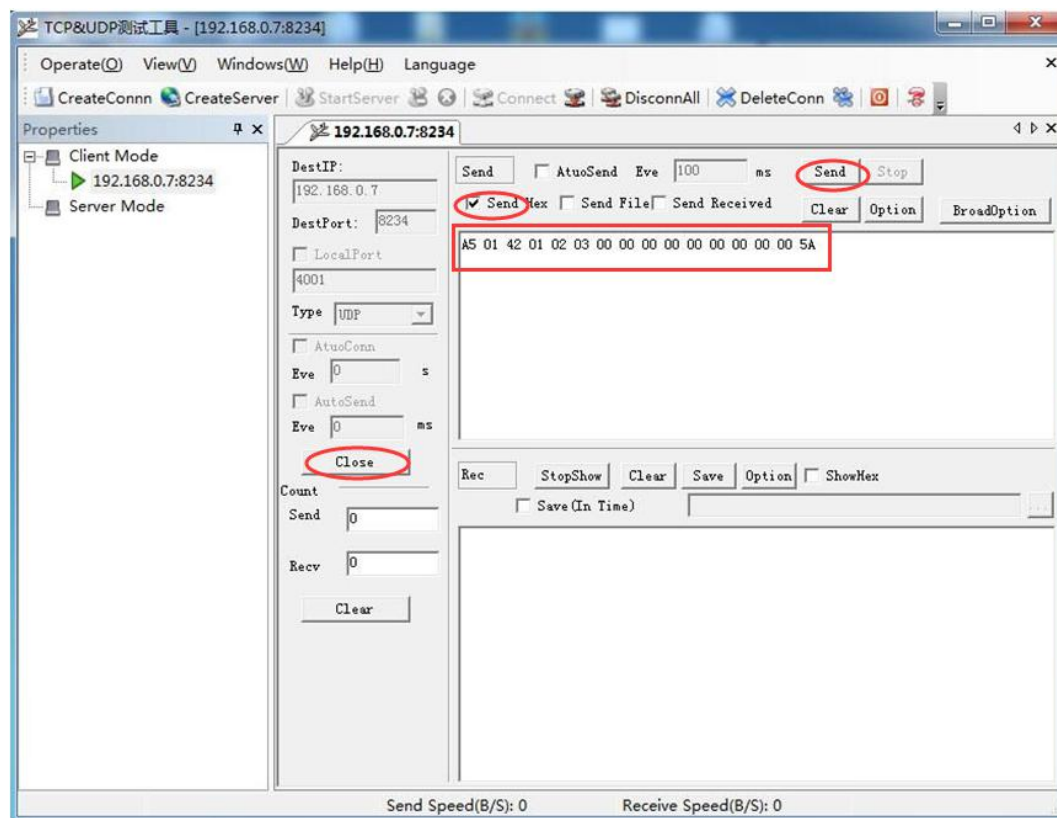 TCP&UDP测试工具 - [192.168.0.7:8234]
Operate(O) View(V) Windows(W) Help(H) Language
CreateConnn CreateServer StartServer Connect DisconnAll DeleteConn
Properties
Client Mode
192.168.0.7:8234
Server Mode
192.168.0.7:8234
DestIP:
192.168.0.7
DestPort: 8234
LocalPort
4001
Type UDP
AtuoConn
Eve 0 s
AutoSend
Eve 0 ms
Close
Count
Send 0
Recv 0
Clear
Send AtuoSend Eve 100 ms Send Stop
Send Hex Send File Send Received Clear Option BroadOption
A5 01 42 01 02 03 00 00 00 00 00 00 00 00 00 5A
Rec StopShow Clear Save Option ShowHex
Save(In Time) ...
Send Speed(B/S): 0 Receive Speed(B/S): 0